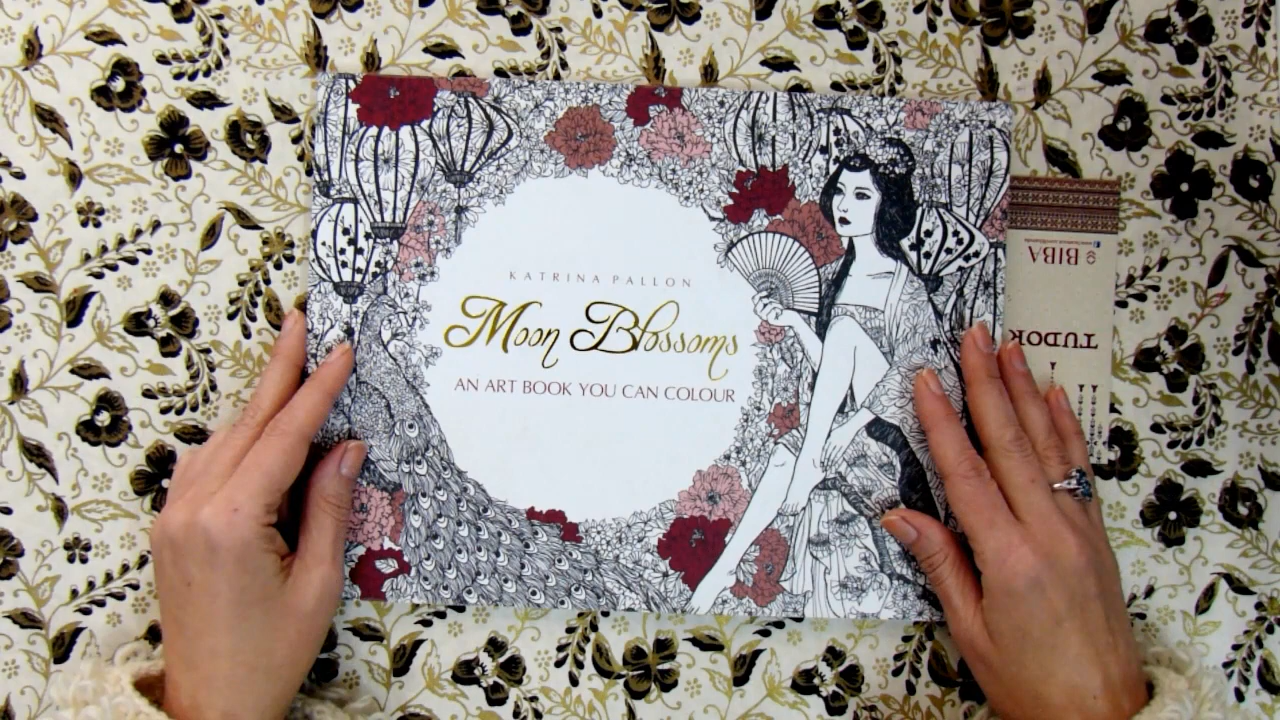 KATRINA PALLON
Moon Blossoms
AN ART BOOK YOU CAN COLOUR
BIBA
TUDOR